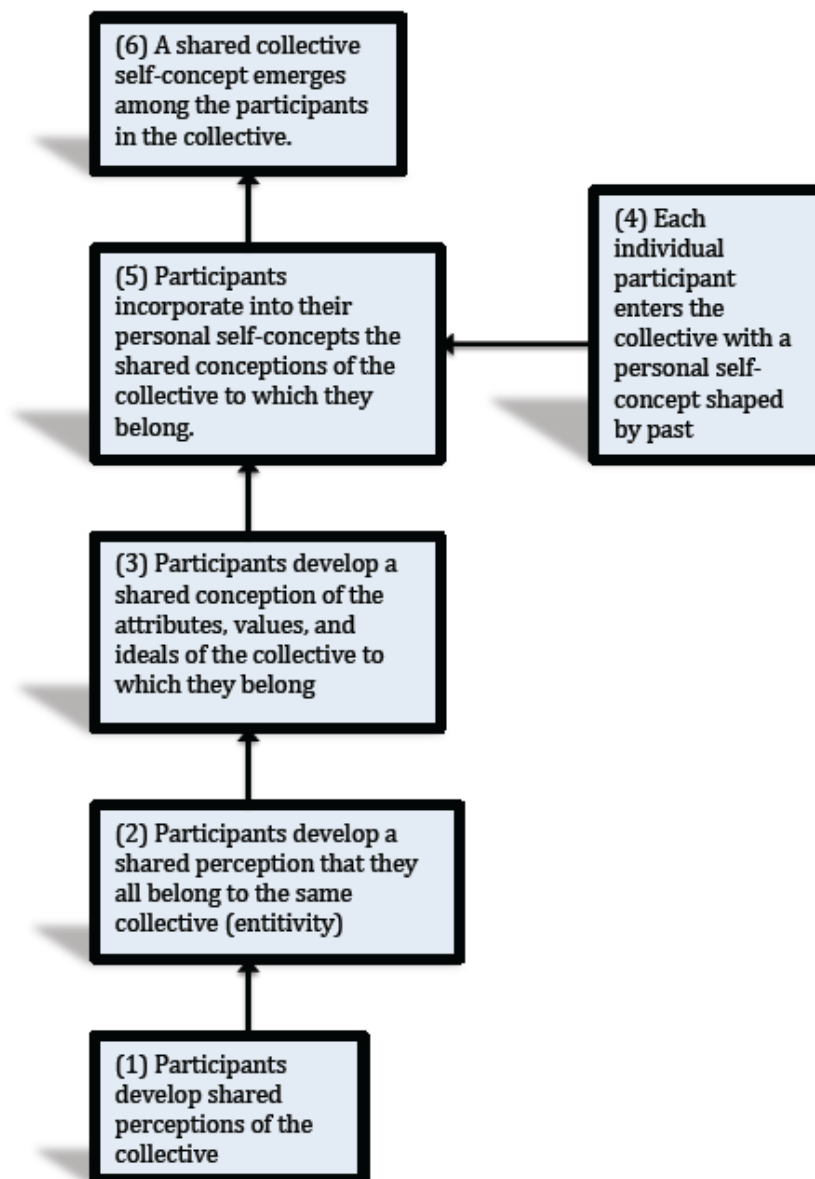 (6) A shared collective
self-concept emerges
among the participants
in the collective.
(5) Participants
incorporate into their
personal self-concepts the
shared conceptions of the
collective to which they
belong.
(4) Each
individual
participant
enters the
collective with a
personal self-
concept shaped
by past
(3) Participants develop a
shared conception of the
attributes, values, and
ideals of the collective to
which they belong
(2) Participants develop a
shared perception that they
all belong to the same
collective (entitivity)
(1) Participants
develop shared
perceptions of the
collective